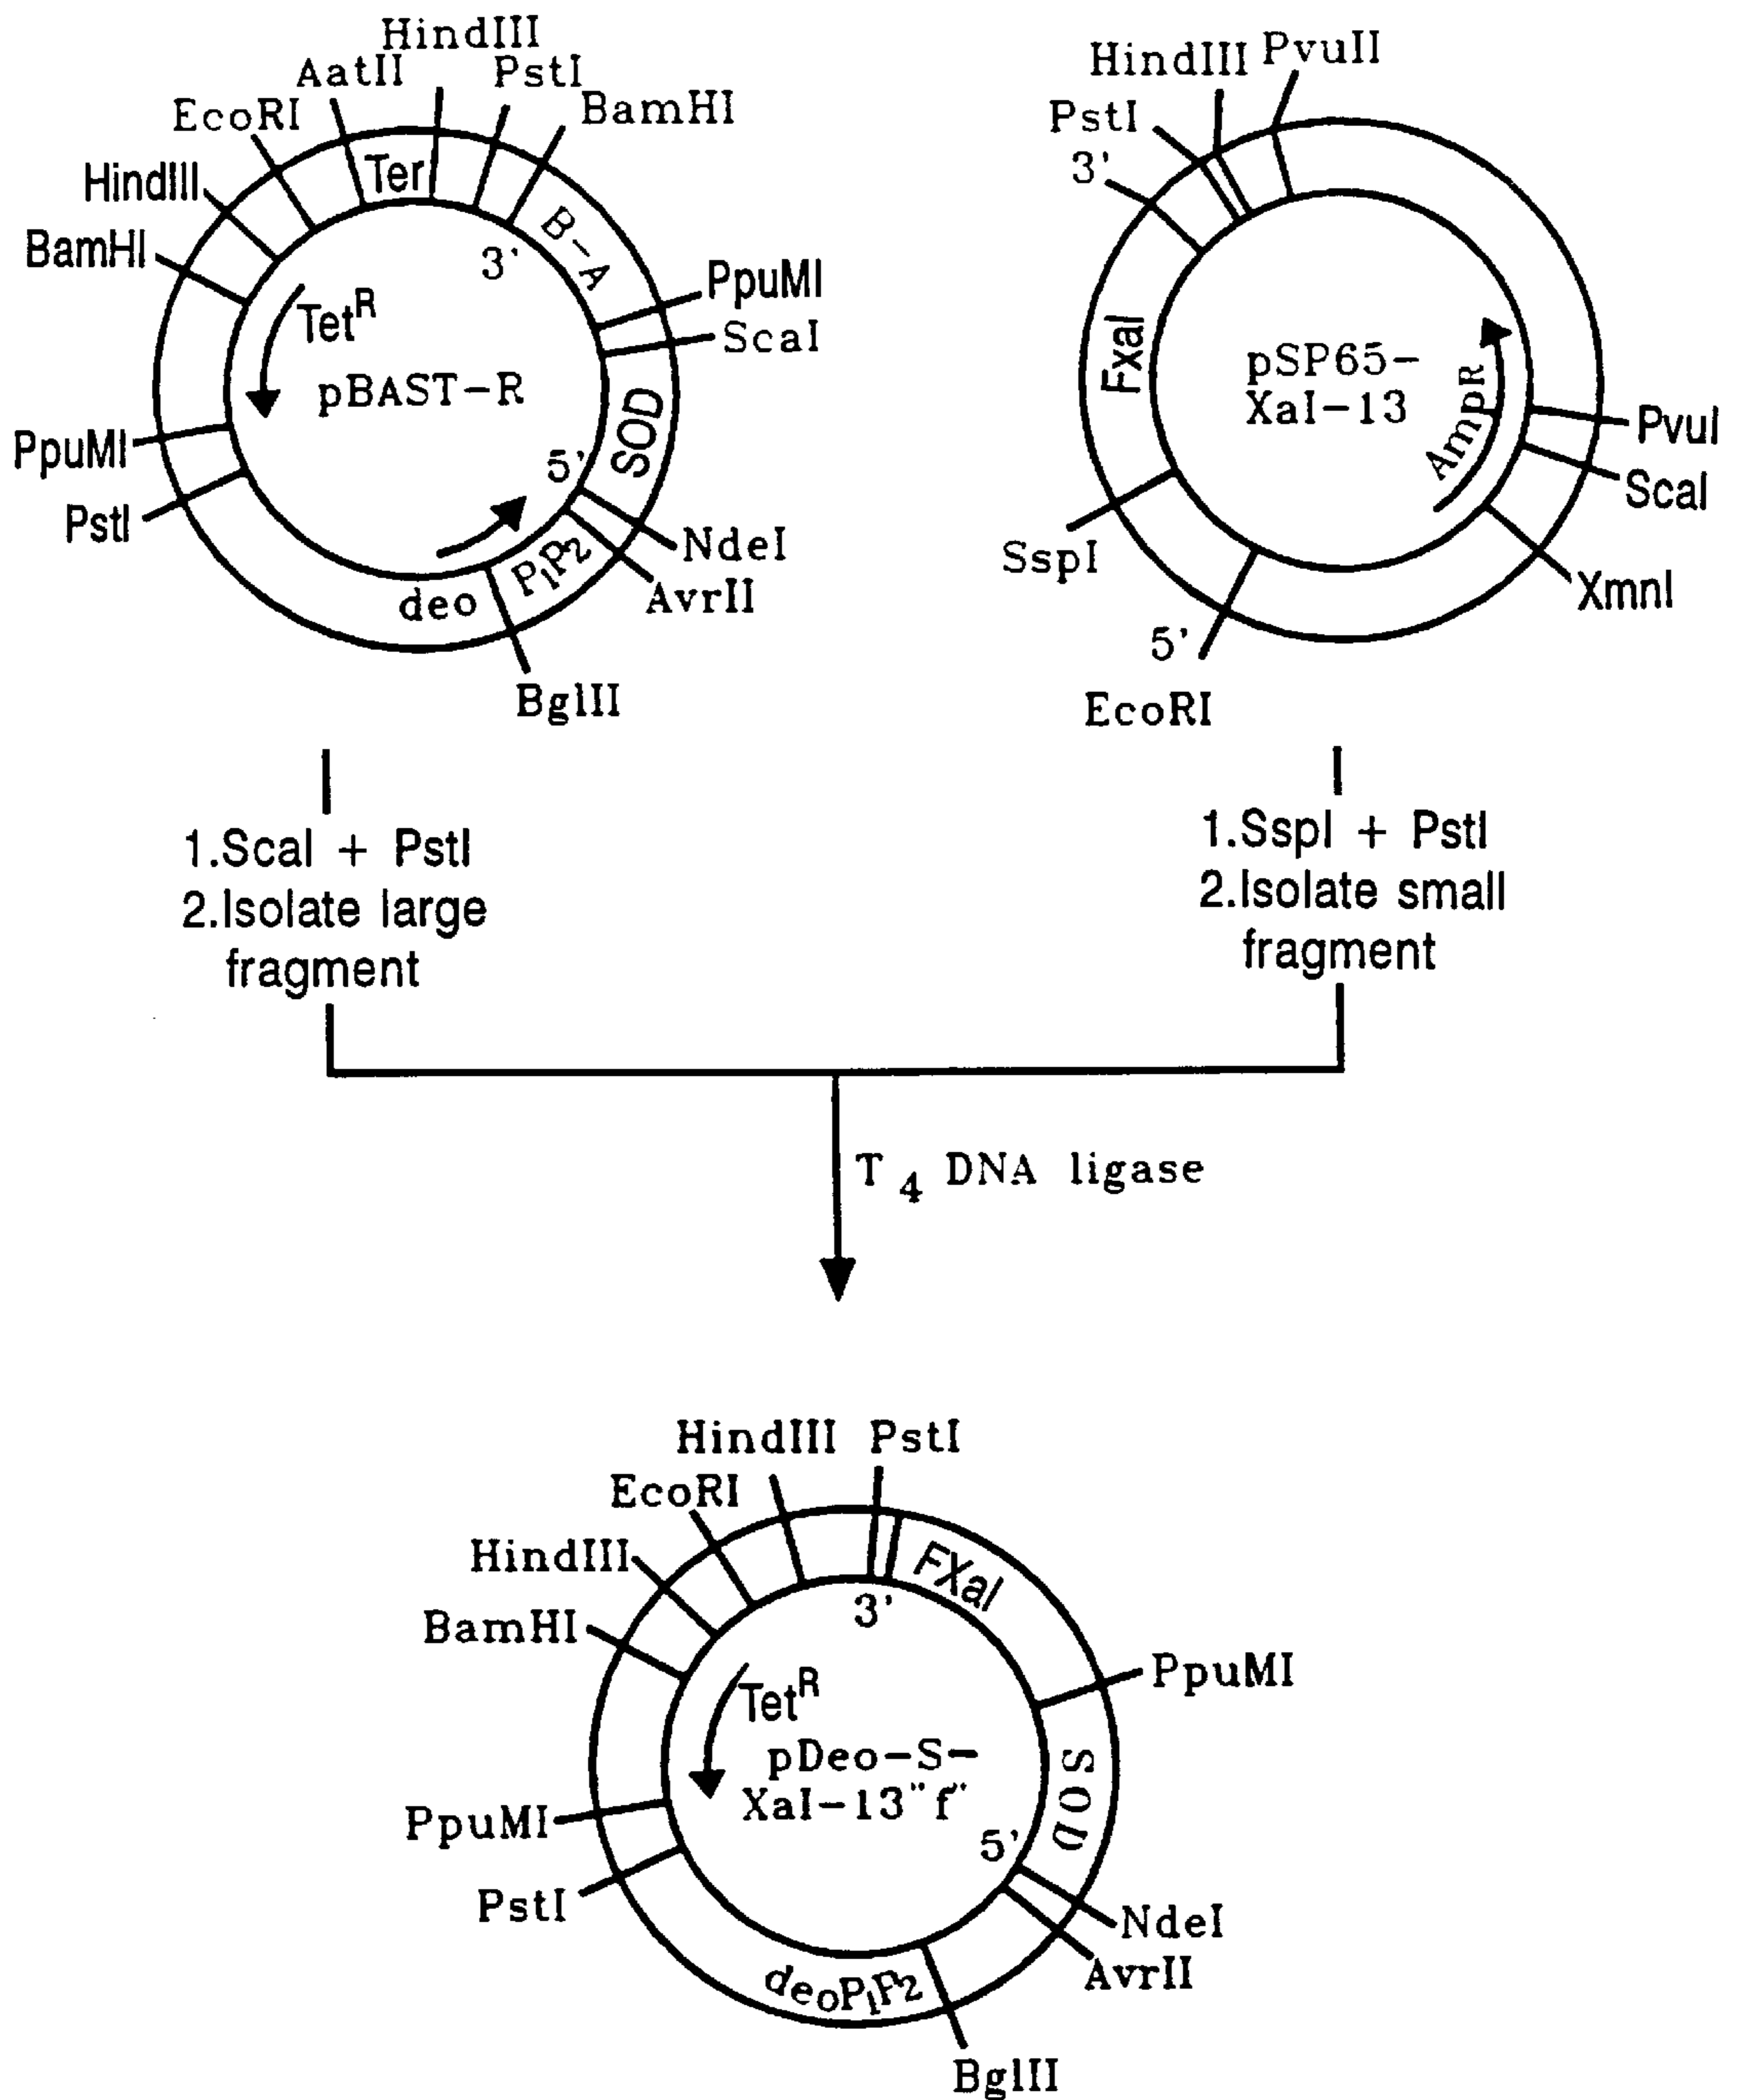 HindIII
AatII
PstI
EcoRI
BamHI
HindIII
Ter
BamHI
B-A
3'
PpuMI
ScaI
Tet^R
pBAST-R
SOD
PpuMI
5'
PstI
NdeI
P1P2
AvrII
deo
BglII
HindIII
PvuII
PstI
3'
FxaI
pSP65-
XaI-13
AmpR
PvuI
ScaI
SspI
XmnI
5'
EcoRI
1.ScaI + PstI
2.Isolate large
fragment
1.SspI + PstI
2.Isolate small
fragment
T 4 DNA ligase
HindIII
PstI
EcoRI
HindIII
FXaI
3'
BamHI
PpuMI
Tet^R
pDeo-S-
XaI-13"f"
SOD
PpuMI
5'
PstI
NdeI
AvrII
deoP1P2
BglII